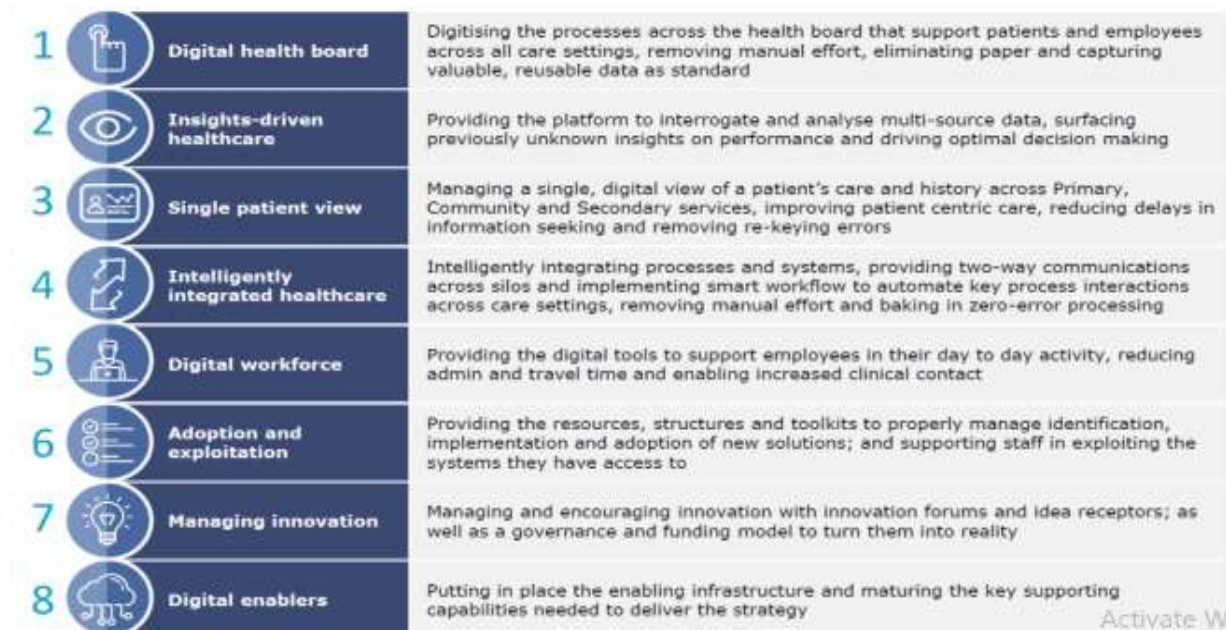 1
Digital health board
Digitising the processes across the health board that support patients and employees
across all care settings, removing manual effort, eliminating paper and capturing
valuable, reusable data as standard
2
Insights-driven
healthcare
Providing the platform to interrogate and analyse multi-source data, surfacing
previously unknown insights on performance and driving optimal decision making
3
Single patient view
Managing a single, digital view of a patient's care and history across Primary,
Community and Secondary services, improving patient centric care, reducing delays in
information seeking and removing re-keying errors
4
Intelligently
integrated healthcare
Intelligently integrating processes and systems, providing two-way communications
across silos and implementing smart workflow to automate key process interactions
across care settings, removing manual effort and baking in zero-error processing
5
Digital workforce
Providing the digital tools to support employees in their day to day activity, reducing
admin and travel time and enabling increased clinical contact
6
Adoption and
exploitation
Providing the resources, structures and toolkits to properly manage identification,
implementation and adoption of new solutions; and supporting staff in exploiting the
systems they have access to
7
Managing innovation
Managing and encouraging innovation with innovation forums and idea receptors; as
well as a governance and funding model to turn them into reality
8
Digital enablers
Putting in place the enabling infrastructure and maturing the key supporting
capabilities needed to deliver the strategy
Activate W